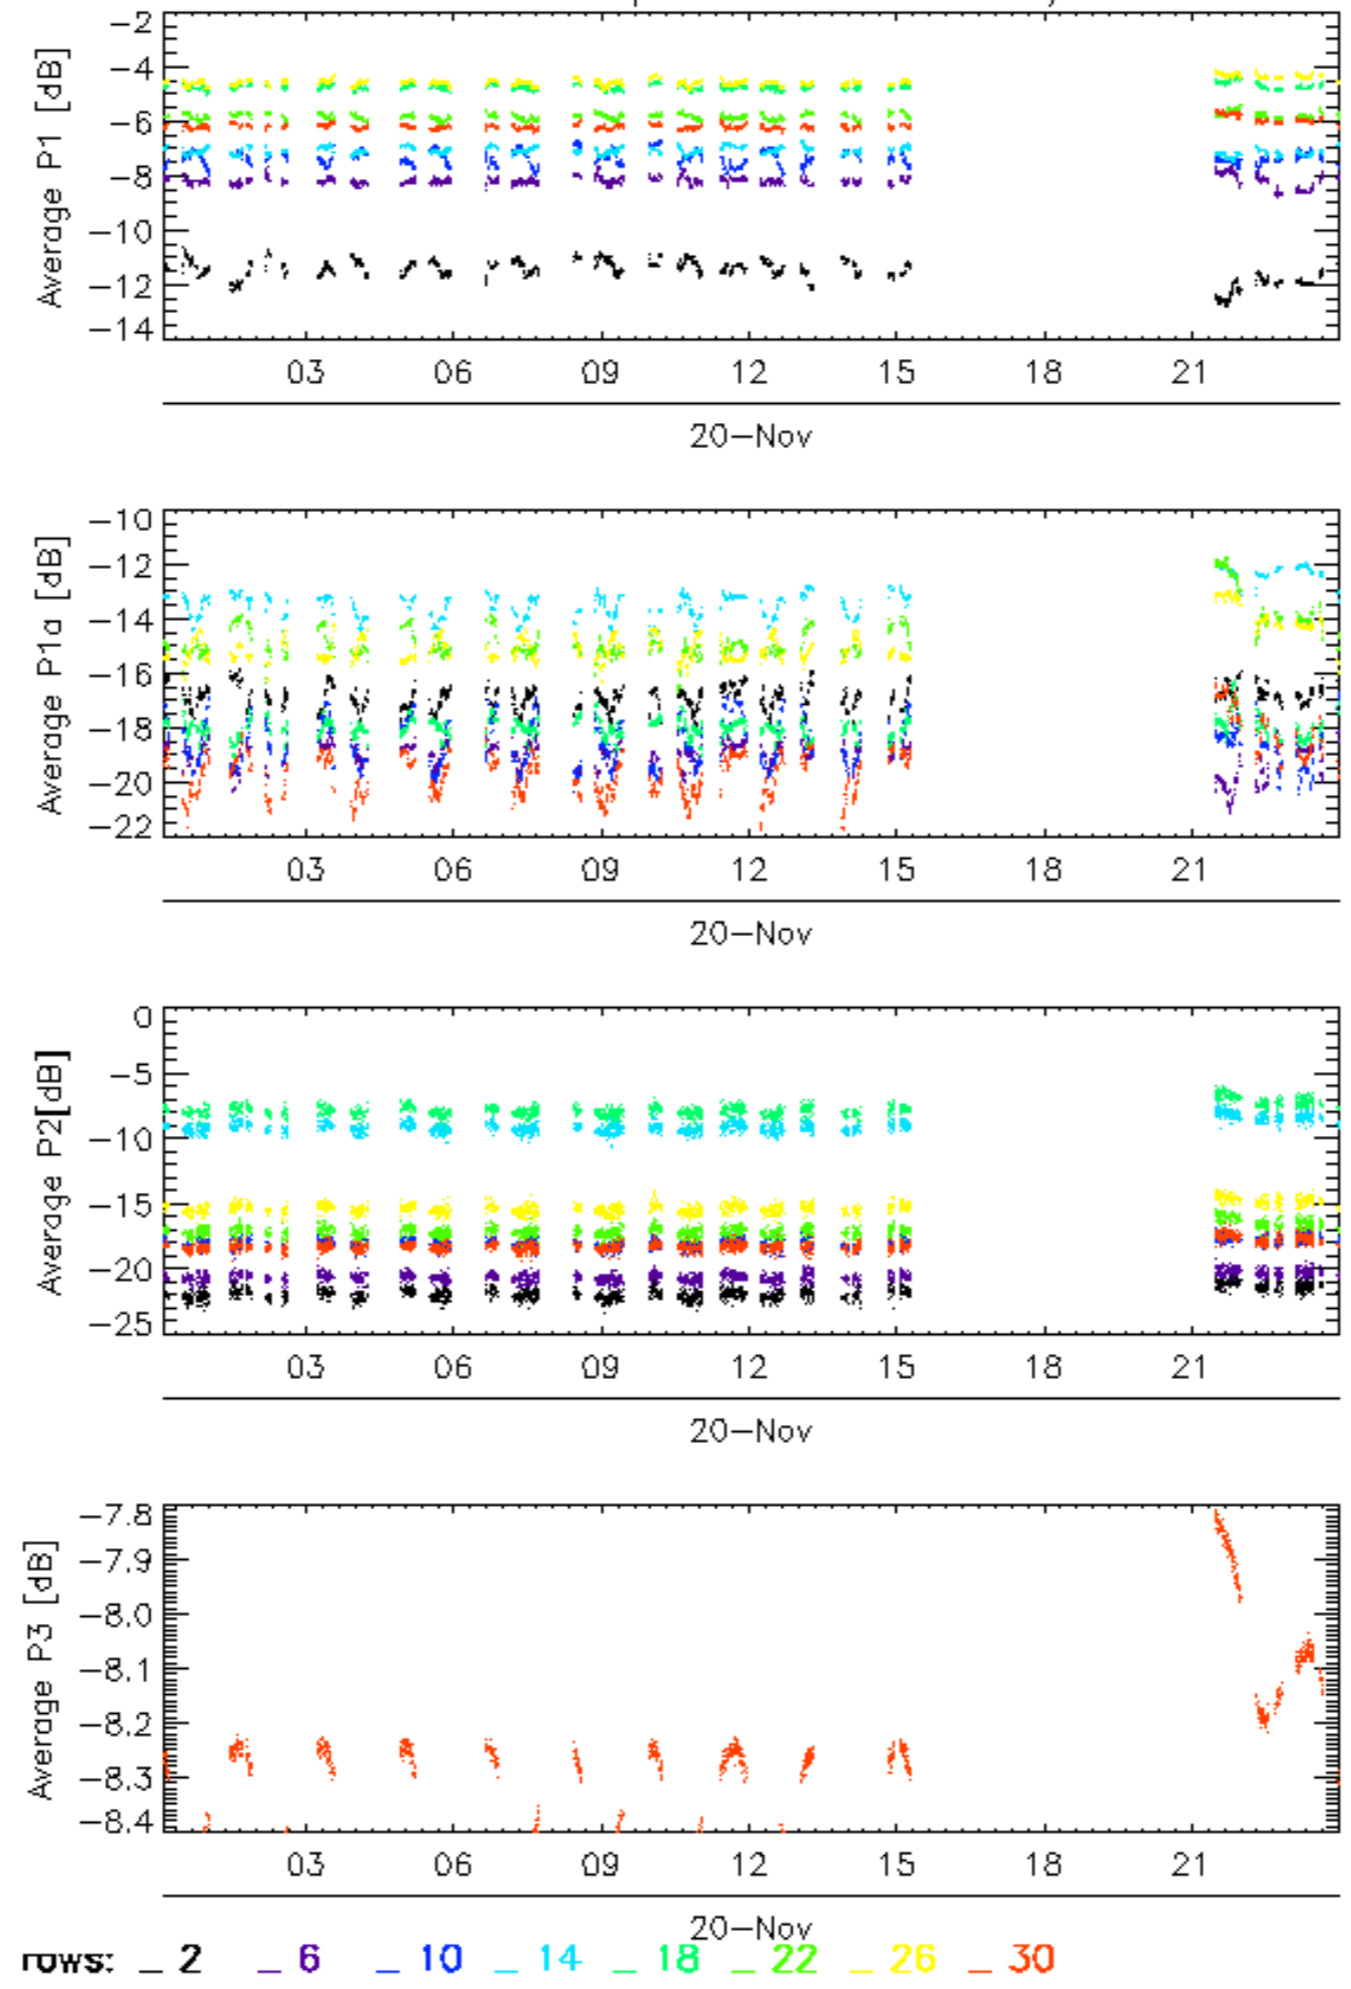 Average P1 [dB]
-2
-4
-6
-8
-10
-12
-14
03 06 09 12 15 18 21
20-Nov
Average P1a [dB]
-10
-12
-14
-16
-18
-20
-22
03 06 09 12 15 18 21
20-Nov
Average P2[dB]
0
-5
-10
-15
-20
-25
03 06 09 12 15 18 21
20-Nov
Average P3 [dB]
-7.8
-7.9
-8.0
-8.1
-8.2
-8.3
-8.4
03 06 09 12 15 18 21
20-Nov
rows: _ 2 _ 6 _ 10 _ 14 _ 18 _ 22 _ 26 _ 30